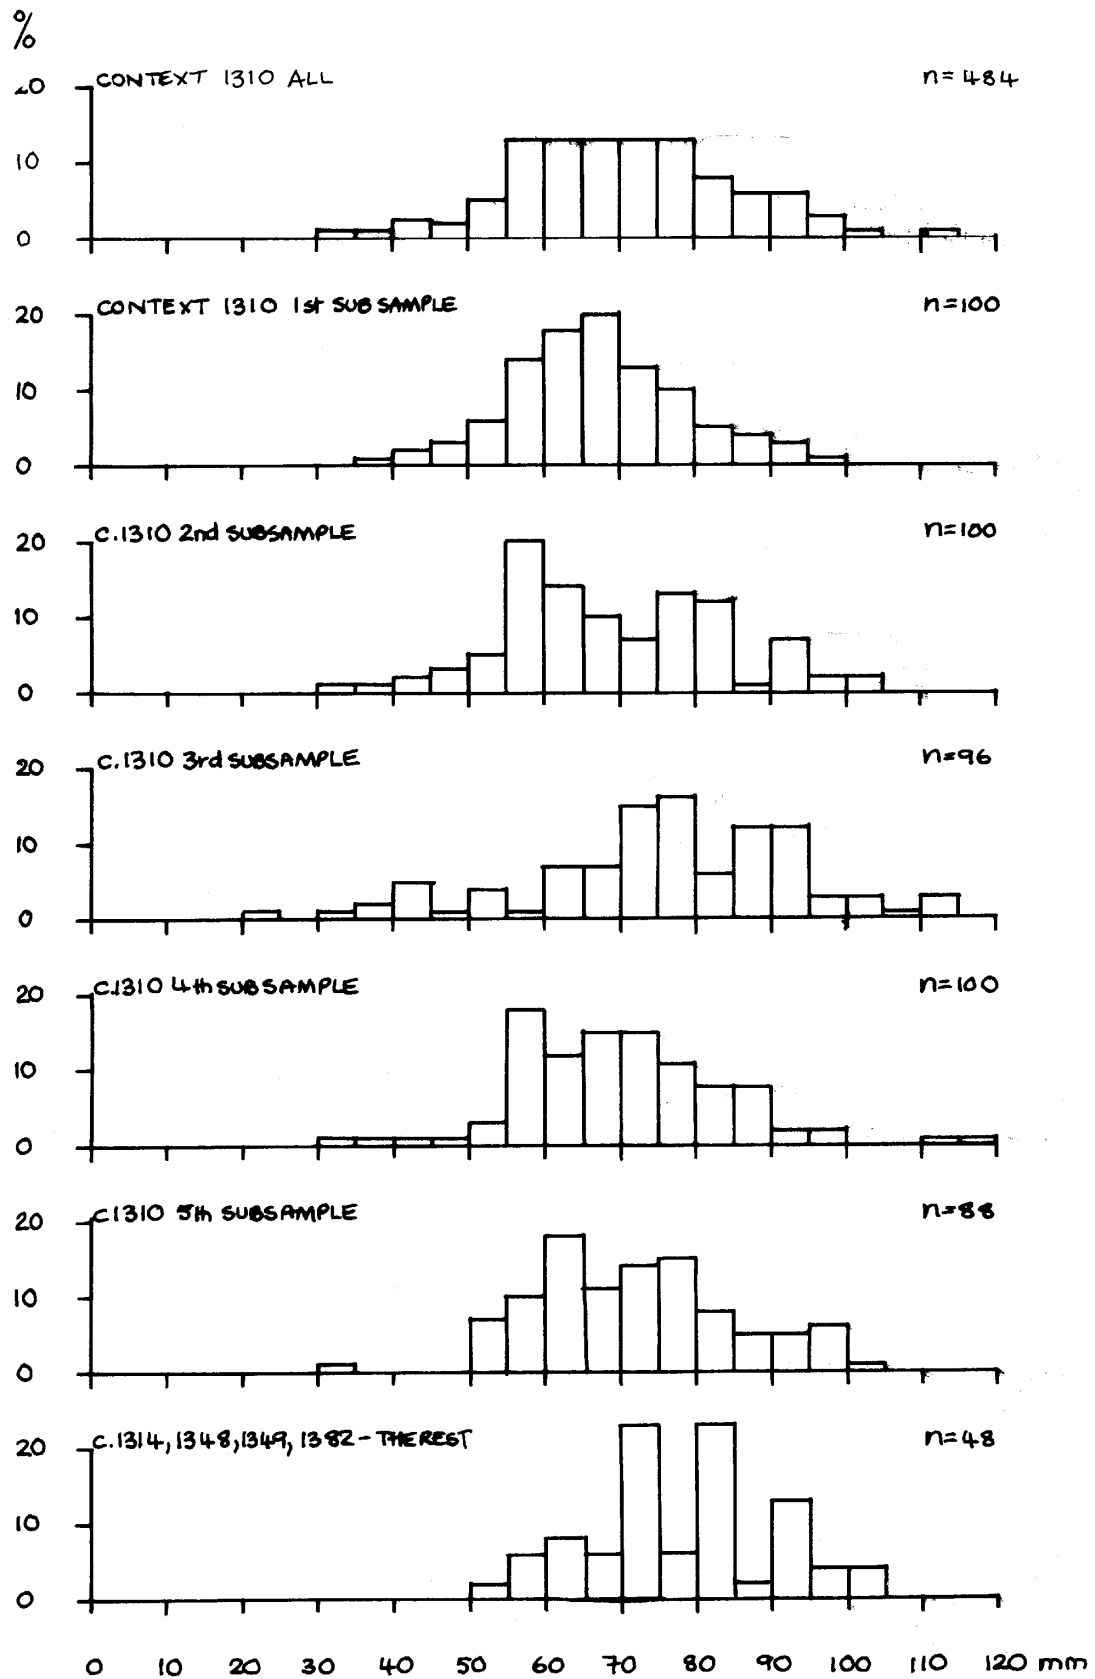 %
20 CONTEXT 1310 ALL n=484
10
0
20 CONTEXT 1310 1st SUB SAMPLE n=100
10
0
20 C.1310 2nd SUBSAMPLE n=100
10
0
20 C.1310 3rd SUBSAMPLE n=96
10
0
20 C.1310 4th SUBSAMPLE n=100
10
0
20 C1310 5th SUBSAMPLE n=88
10
0
20 C.1314, 1348, 1349, 1382 - THE REST n=48
10
0
0 10 20 30 40 50 60 70 80 90 100 110 120 mm